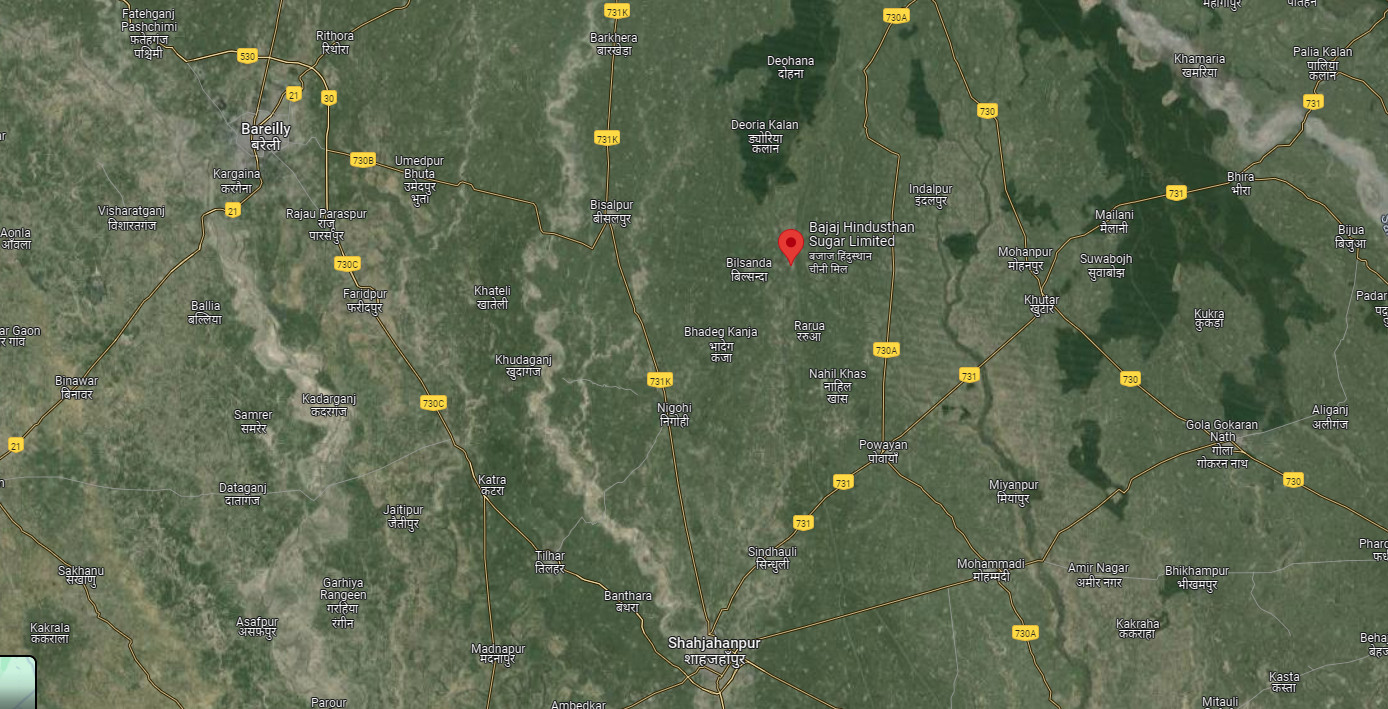 Fatehganj
Pashchimi
फ़तेहगंज
पश्चिमी
530
Rithora
रिथोरा
21
30
Bareilly
बरेली
Kargaina
करगैना
21
730B
Umedpur
Bhuta
उमेदपुर
भुता
Visharatganj
विशारतगंज
Rajau Paraspur
राजू
पारसपुर
Aonla
आँवला
730C
Faridpur
फरीदपुर
Ballia
बल्लिया
ar Gaon
र गांव
Binawar
बिनावर
21
Samrer
समरेर
Kadarganj
कदरगंज
730C
Dataganj
दातागंज
Jaitipur
जैतीपुर
Katra
कटरा
Sakhanu
सखाणु
Garhiya
Rangeen
गरहिया
रंगीन
Asafpur
असफपुर
Kakrala
ककराला
Parour
Madnapur
मदनापुर
731K
Barkhera
बारखेड़ा
731K
Bisalpur
बीसलपुर
Khateli
खातेली
Khudaganj
खुदागंज
731K
Nigohi
निगोही
Tilhar
तिलहर
Banthara
बंथरा
Ambedkar
Shahjahanpur
शाहजहाँपुर
Deohana
दोहना
Deoria Kalan
ड्योरिया
कलान
Bajaj Hindusthan
Sugar Limited
बजाज हिंदुस्थान
चीनी मिल
Bilsanda
बिल्सन्दा
Bhadeg Kanja
भादेग
कंजा
Rarua
ररुआ
Nahil Khas
नाहिल
खास
730A
Indalpur
इंदलपुर
730A
Powayan
पोवायाँ
731
731
Sindhauli
सिन्धुली
730
Mohanpur
मोहनपुर
Khutar
खुटार
731
Miyanpur
मियांपुर
Mohammadi
मोहम्मदी
730A
Khamaria
खमरिया
Palia Kalan
पालिया
कलान
731
Bhira
भीरा
731
Mailani
मैलानी
Suwabojh
सुवाबोझ
Bijua
बिजुआ
Kukra
कुकड़ा
730
Gola Gokaran
Nath
गोला
गोकरन नाथ
Aliganj
अलीगंज
730
Amir Nagar
अमीर नगर
Bhikhampur
भीखमपुर
Kakraha
ककराहा
Kasta
कस्ता
Mitauli